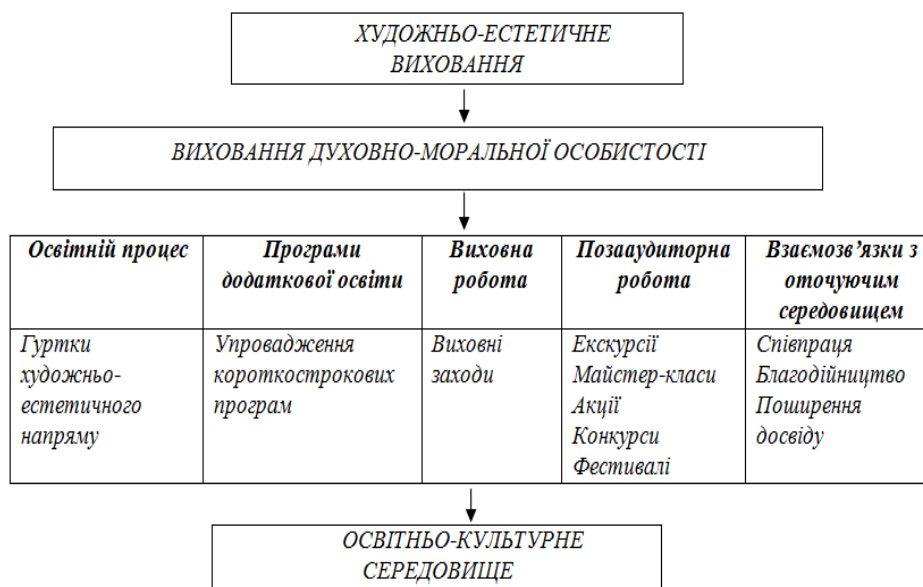 ХУДОЖНЬО-ЕСТЕТИЧНЕ
ВИХОВАННЯ
ВИХОВАННЯ ДУХОВНО-МОРАЛЬНОЇ ОСОБИСТОСТІ
Освітній процес
Програми
додаткової освіти
Виховна
робота
Позааудиторна
робота
Взаємозв’язки з
оточуючим
середовищем
Гуртки
художньо-
естетичного
напряму
Упровадження
короткострокових
програм
Виховні
заходи
Екскурсії
Майстер-класи
Акції
Конкурси
Фестивалі
Співпраця
Благодійництво
Поширення
досвіду
ОСВІТНЬО-КУЛЬТУРНЕ
СЕРЕДОВИЩЕ